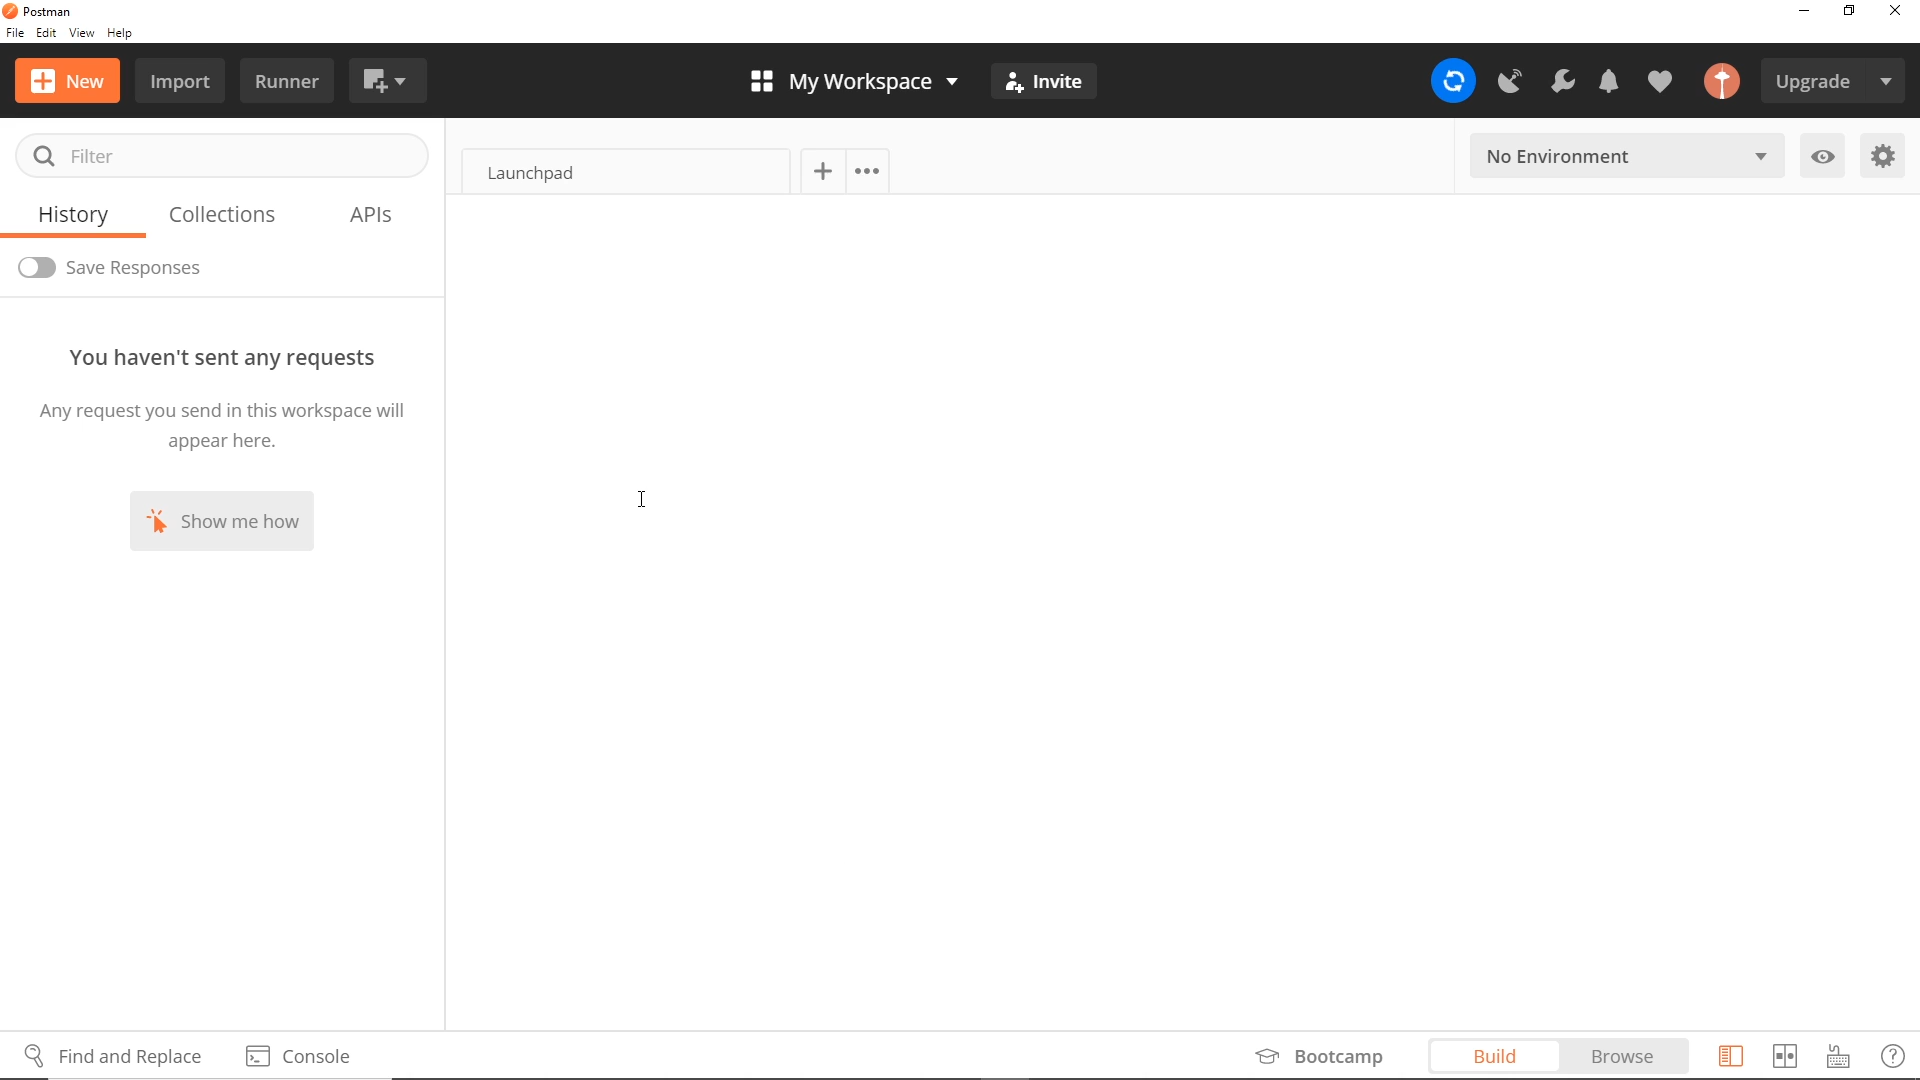 Postman
File Edit View Help
New Import Runner My Workspace Invite Upgrade
Filter
Launchpad
No Environment
History Collections APIs
Save Responses
You haven't sent any requests
Any request you send in this workspace will
appear here.
Show me how
Find and Replace Console Bootcamp Build Browse